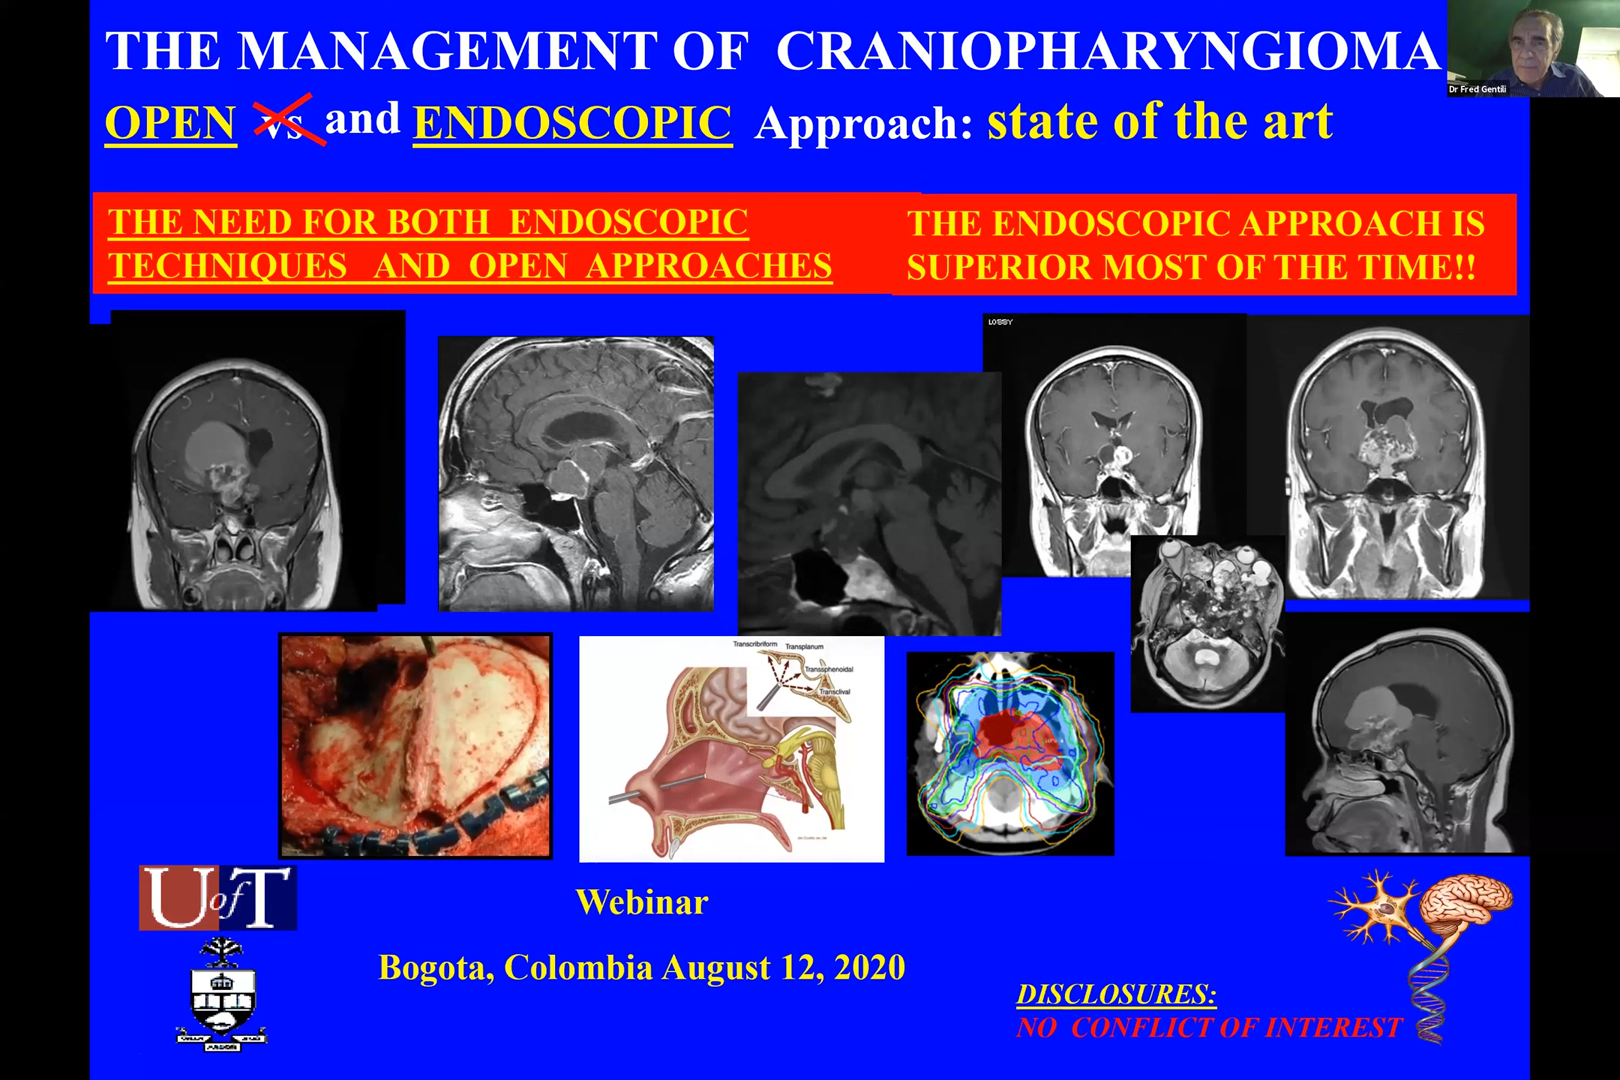 THE MANAGEMENT OF CRANIOPHARYNGIOMA
OPEN vs and ENDOSCOPIC Approach: state of the art
Dr Fred Gentili
THE NEED FOR BOTH ENDOSCOPIC
TECHNIQUES AND OPEN APPROACHES
THE ENDOSCOPIC APPROACH IS
SUPERIOR MOST OF THE TIME!!
LOSSY
Transcribriform
Transplanum
Transsphenoidal
Transclival
UofT
Webinar
Bogota, Colombia August 12, 2020
DISCLOSURES:
NO CONFLICT OF INTEREST